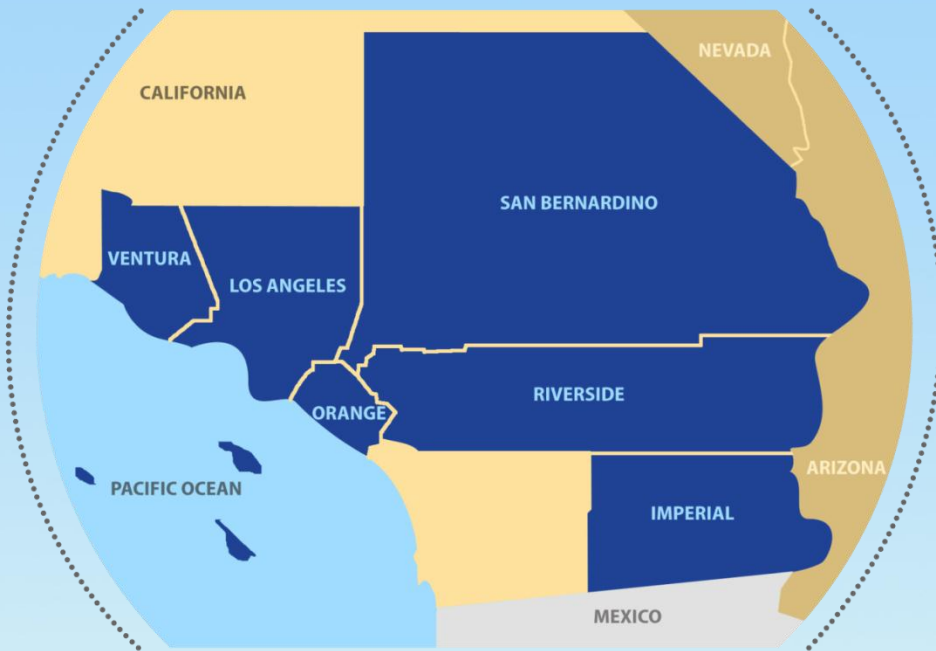 NEVADA
CALIFORNIA
SAN BERNARDINO
VENTURA
LOS ANGELES
RIVERSIDE
ORANGE
ARIZONA
PACIFIC OCEAN
IMPERIAL
MEXICO